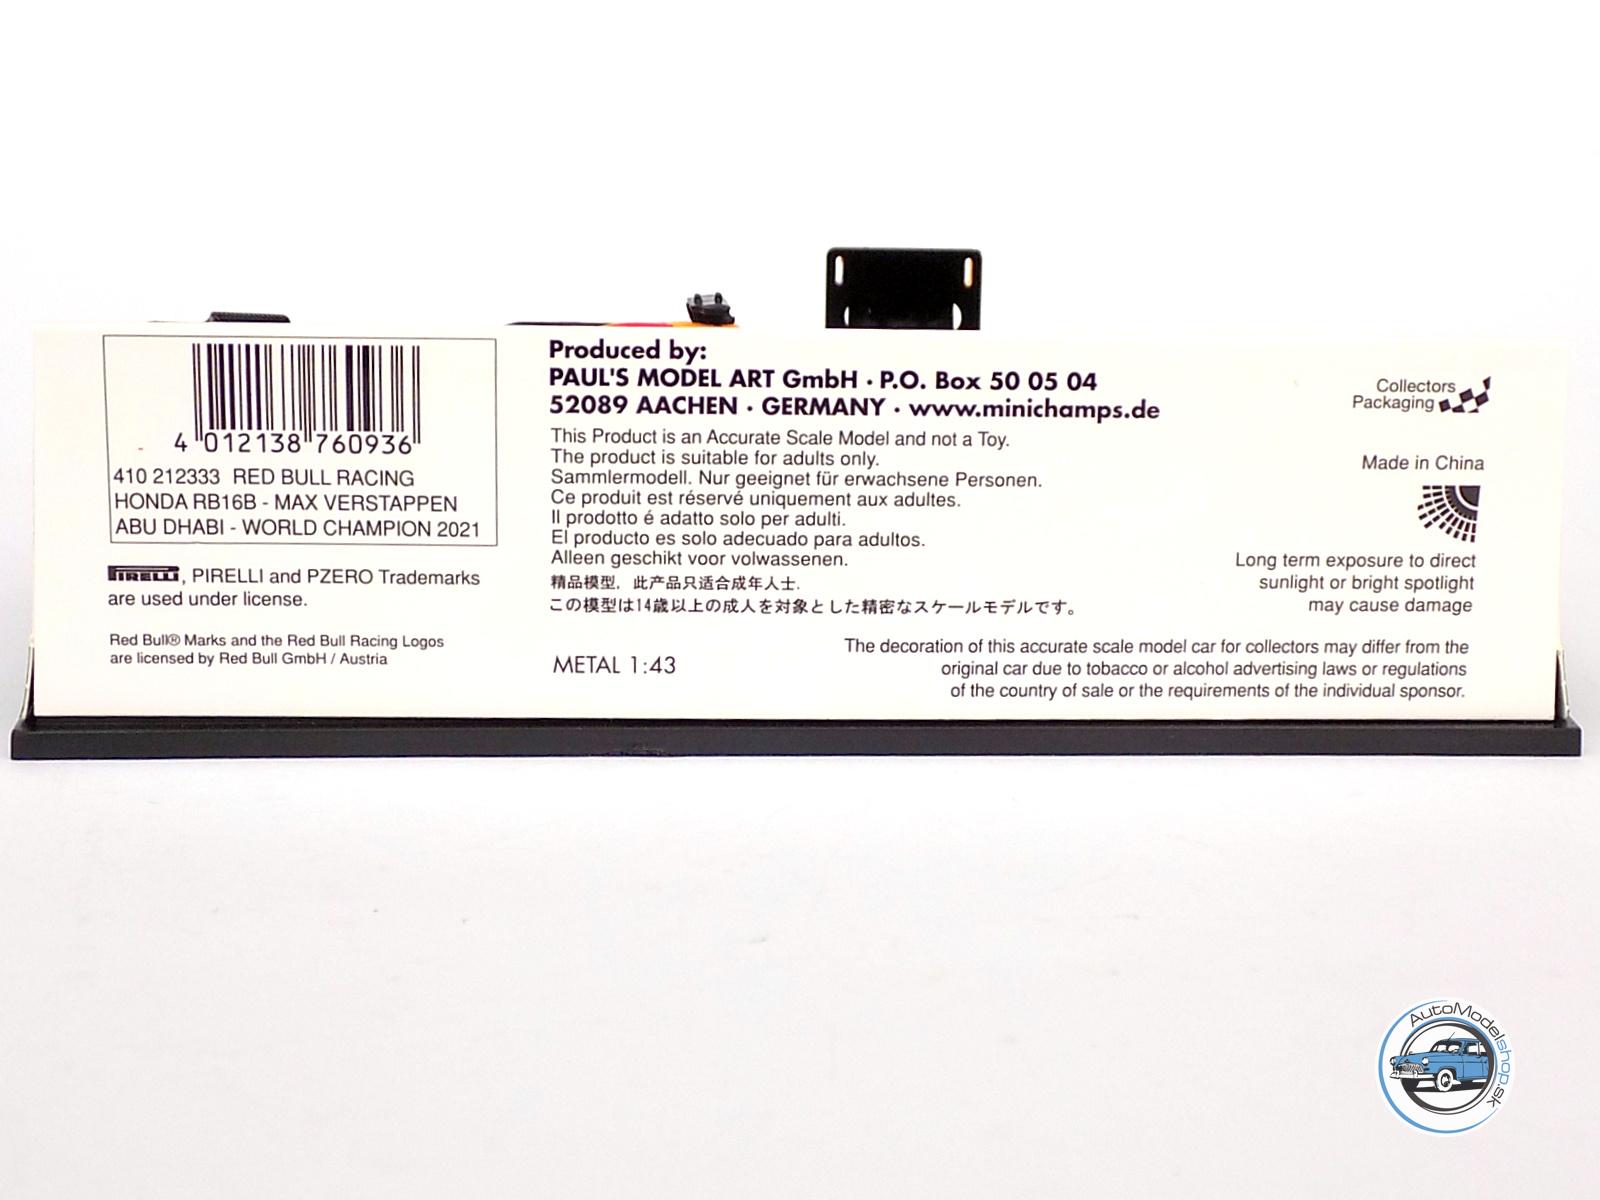 4 012138 760936
410 212333 RED BULL RACING
HONDA RB16B - MAX VERSTAPPEN
ABU DHABI - WORLD CHAMPION 2021
PIRELLI, PIRELLI and PZERO Trademarks
are used under license.
Red Bull® Marks and the Red Bull Racing Logos
are licensed by Red Bull GmbH / Austria
Produced by:
PAUL'S MODEL ART GmbH · P.O. Box 50 05 04
52089 AACHEN · GERMANY · www.minichamps.de
This Product is an Accurate Scale Model and not a Toy.
The product is suitable for adults only.
Sammlermodell. Nur geeignet für erwachsene Personen.
Ce produit est réservé uniquement aux adultes.
Il prodotto é adatto solo per adulti.
El producto es solo adecuado para adultos.
Alleen geschikt voor volwassenen.
精品模型，此产品只适合成年人士.
この模型は14歳以上の成人を対象とした精密なスケールモデルです。
METAL 1:43
Collectors
Packaging
Made in China
Long term exposure to direct
sunlight or bright spotlight
may cause damage
The decoration of this accurate scale model car for collectors may differ from the
original car due to tobacco or alcohol advertising laws or regulations
of the country of sale or the requirements of the individual sponsor.
AutoModelshop.sk